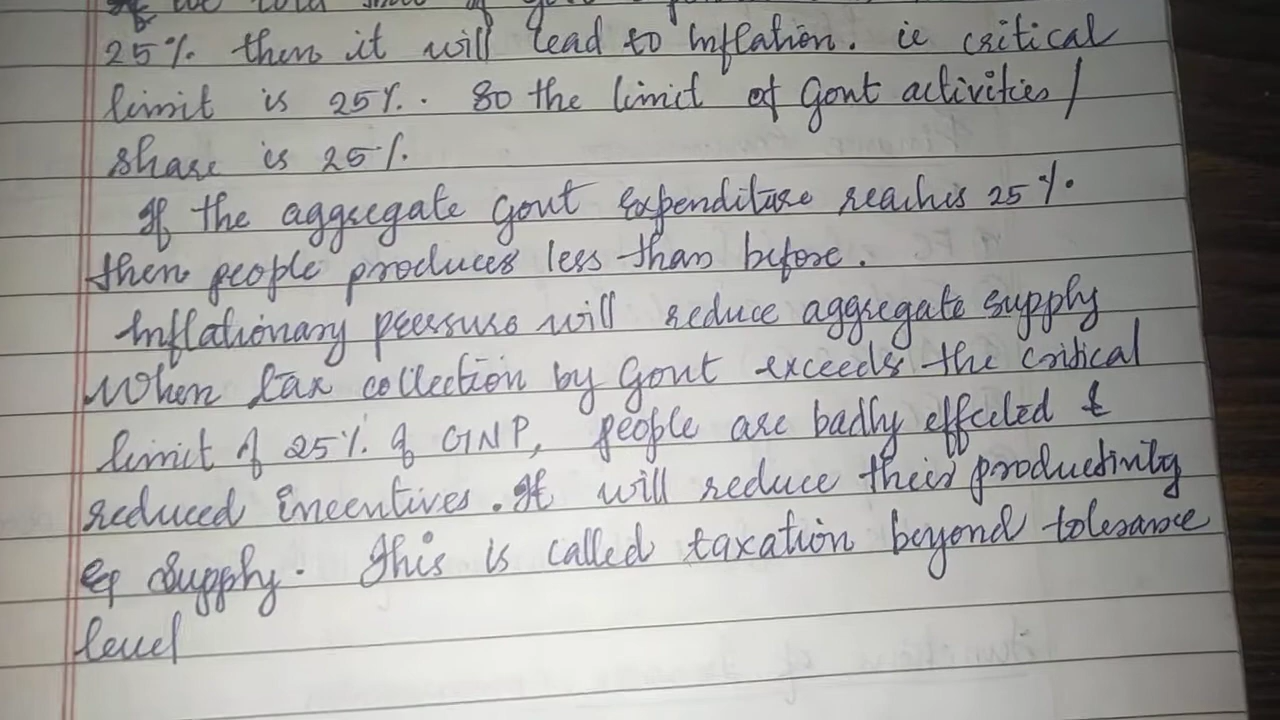 25% then it will lead to Inflation. ie critical
limit is 25%. So the limit of Govt activities /
share is 25%.
If the aggregate Govt Expenditure reaches 25%.
then people produces less than before.
Inflationary pressure will reduce aggregate supply
When tax collection by Govt exceeds the critical
limit of 25% of GNP, people are badly effected &
reduced incentives. It will reduce their productivity
& supply. This is called taxation beyond tolerance
level